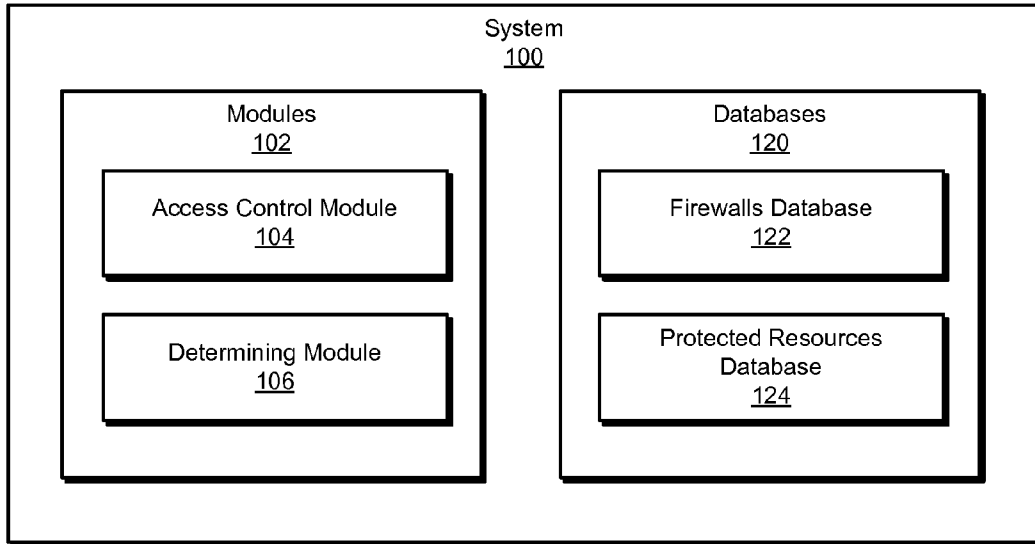 System
100
Modules
102
Access Control Module
104
Determining Module
106
Databases
120
Firewalls Database
122
Protected Resources
Database
124